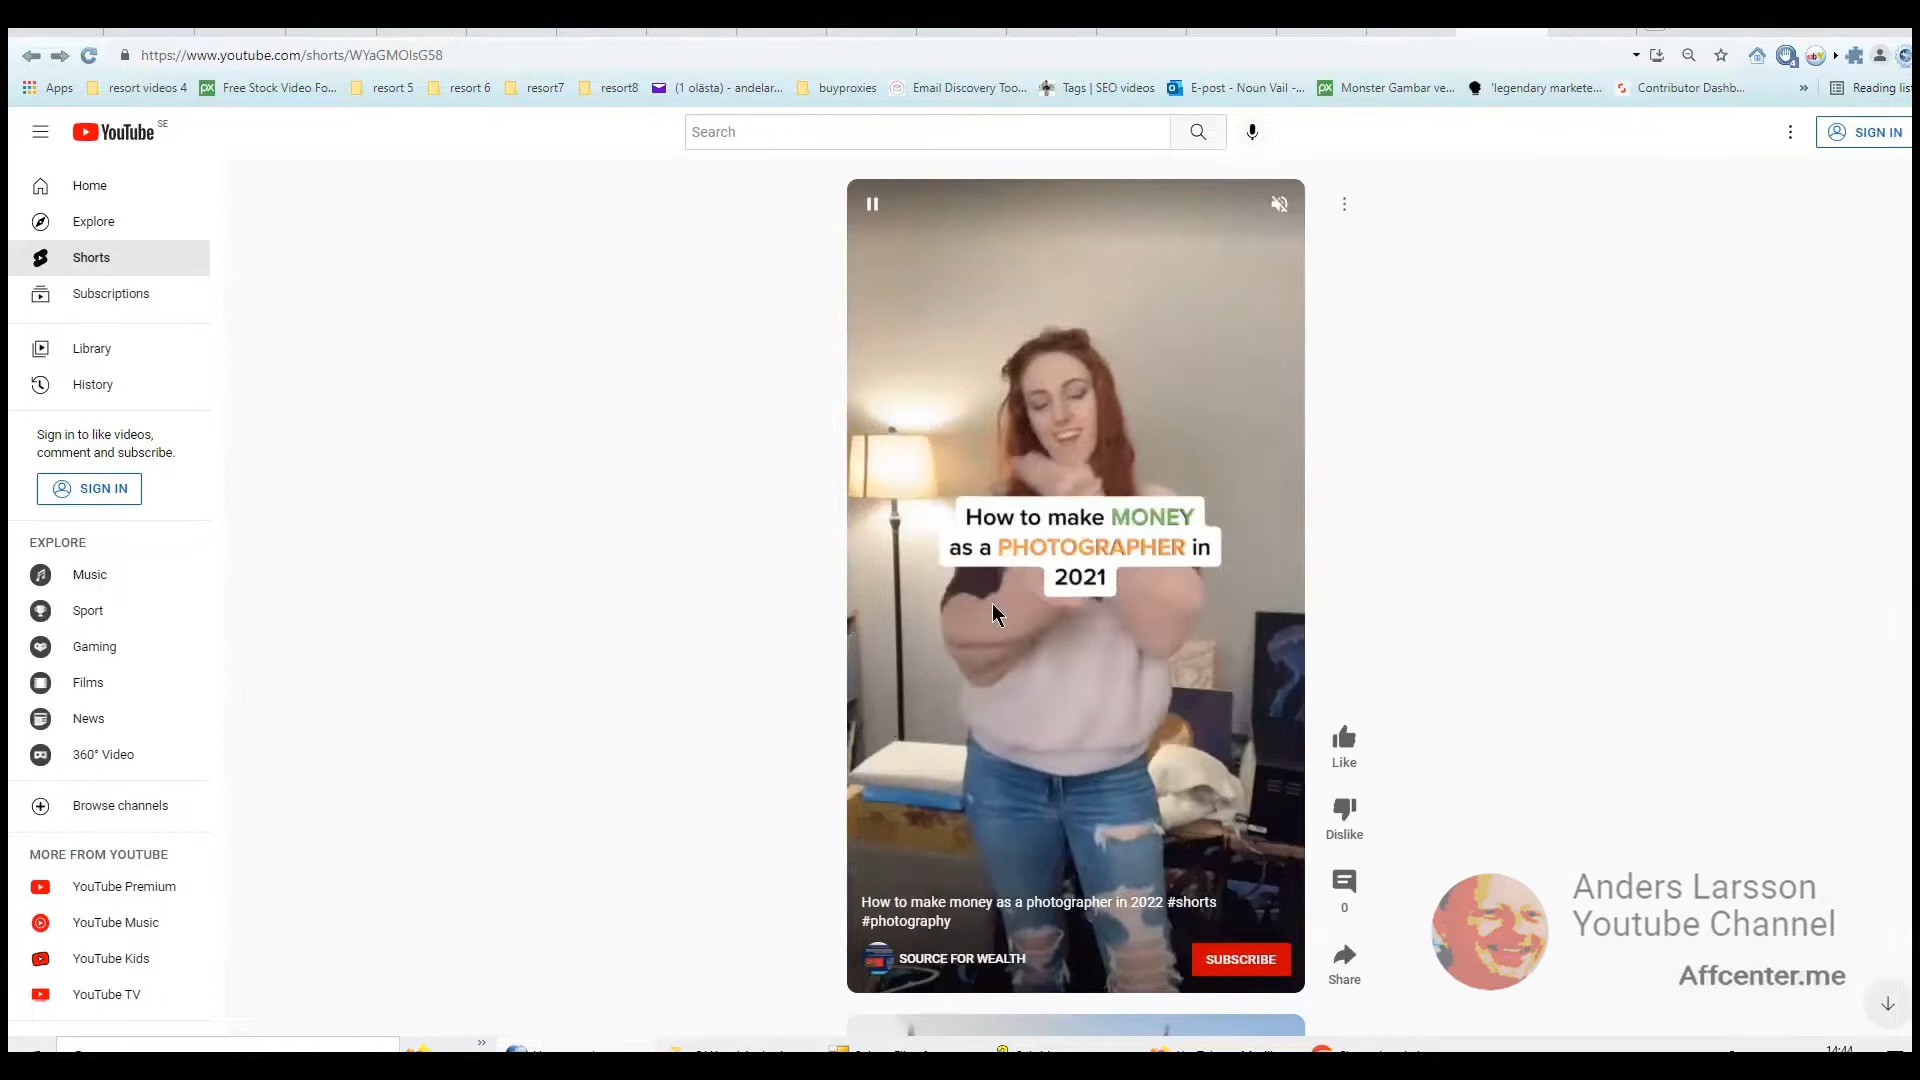 https://www.youtube.com/shorts/WYaGMOIsG58
Apps resort videos 4 Free Stock Video Fo... resort 5 resort 6 resort7 resort8 (1 olästa) - andelar... buyproxies Email Discovery Too... Tags | SEO videos E-post - Noun Vail -... Monster Gambar ve... 'legendary markete... Contributor Dashb... » Reading list
YouTube SE
Search
SIGN IN
Home
Explore
Shorts
Subscriptions
Library
History
Sign in to like videos,
comment and subscribe.
SIGN IN
EXPLORE
Music
Sport
Gaming
Films
News
360° Video
Browse channels
MORE FROM YOUTUBE
YouTube Premium
YouTube Music
YouTube Kids
YouTube TV
How to make MONEY
as a PHOTOGRAPHER in
2021
How to make money as a photographer in 2022 #shorts
#photography
SOURCE FOR WEALTH
SUBSCRIBE
Like
Dislike
0
Share
Anders Larsson
Youtube Channel
Affcenter.me
14:44